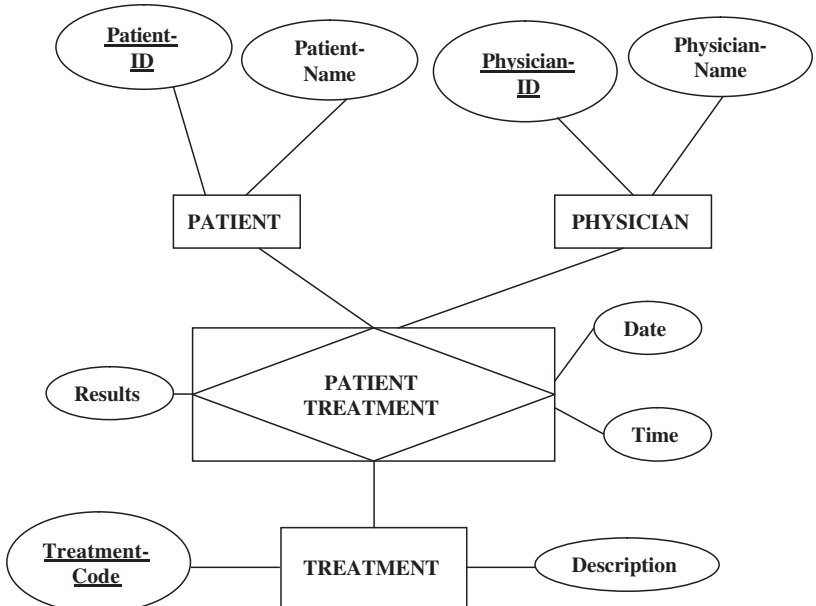 Patient-
ID
Patient-
Name
Physician-
ID
Physician-
Name
PATIENT
PHYSICIAN
Date
Results
PATIENT
TREATMENT
Time
Treatment-
Code
TREATMENT
Description